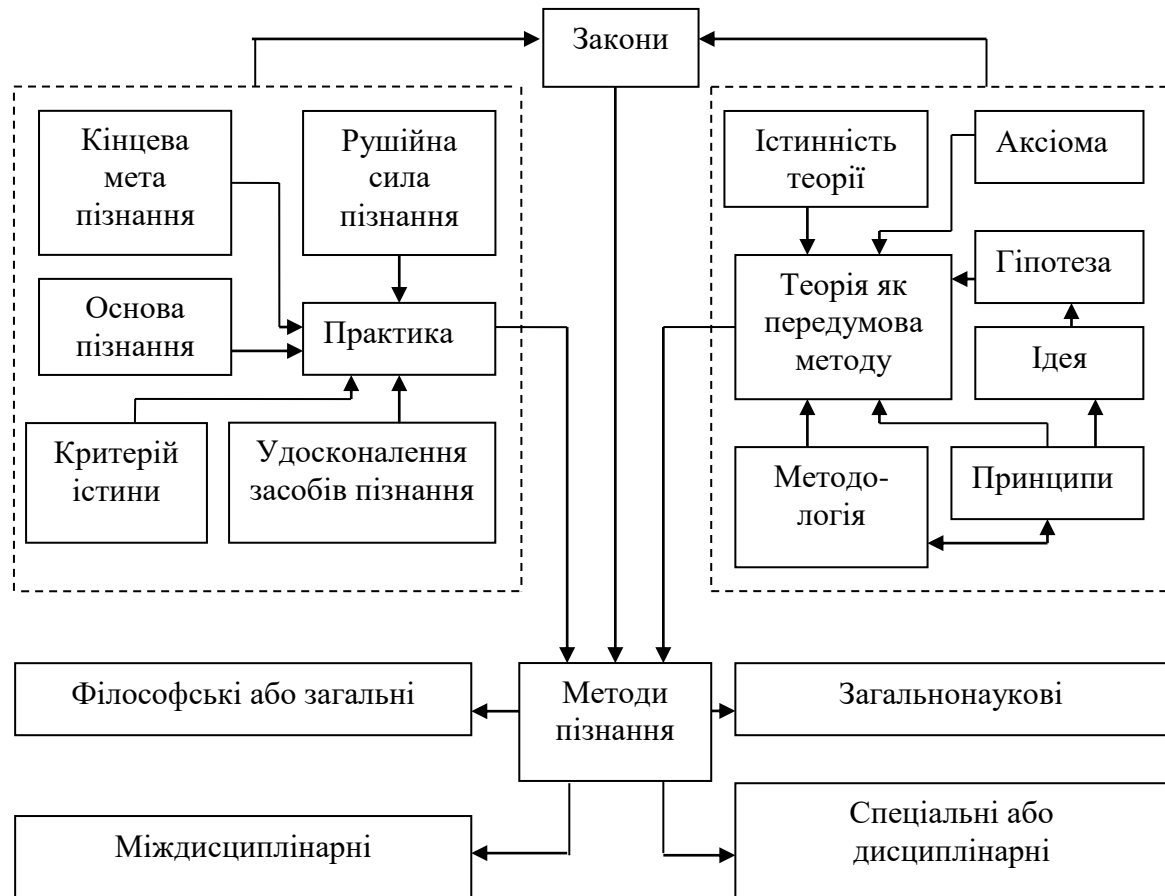 Закони
Кінцева
мета
пізнання
Рушійна
сила
пізнання
Основа
пізнання
Практика
Критерій
істини
Удосконалення
засобів пізнання
Істинність
теорії
Аксіома
Теорія як
передумова
методу
Гіпотеза
Ідея
Методо-
логія
Принципи
Філософські або загальні
Методи
пізнання
Загальнонаукові
Міждисциплінарні
Спеціальні або
дисциплінарні